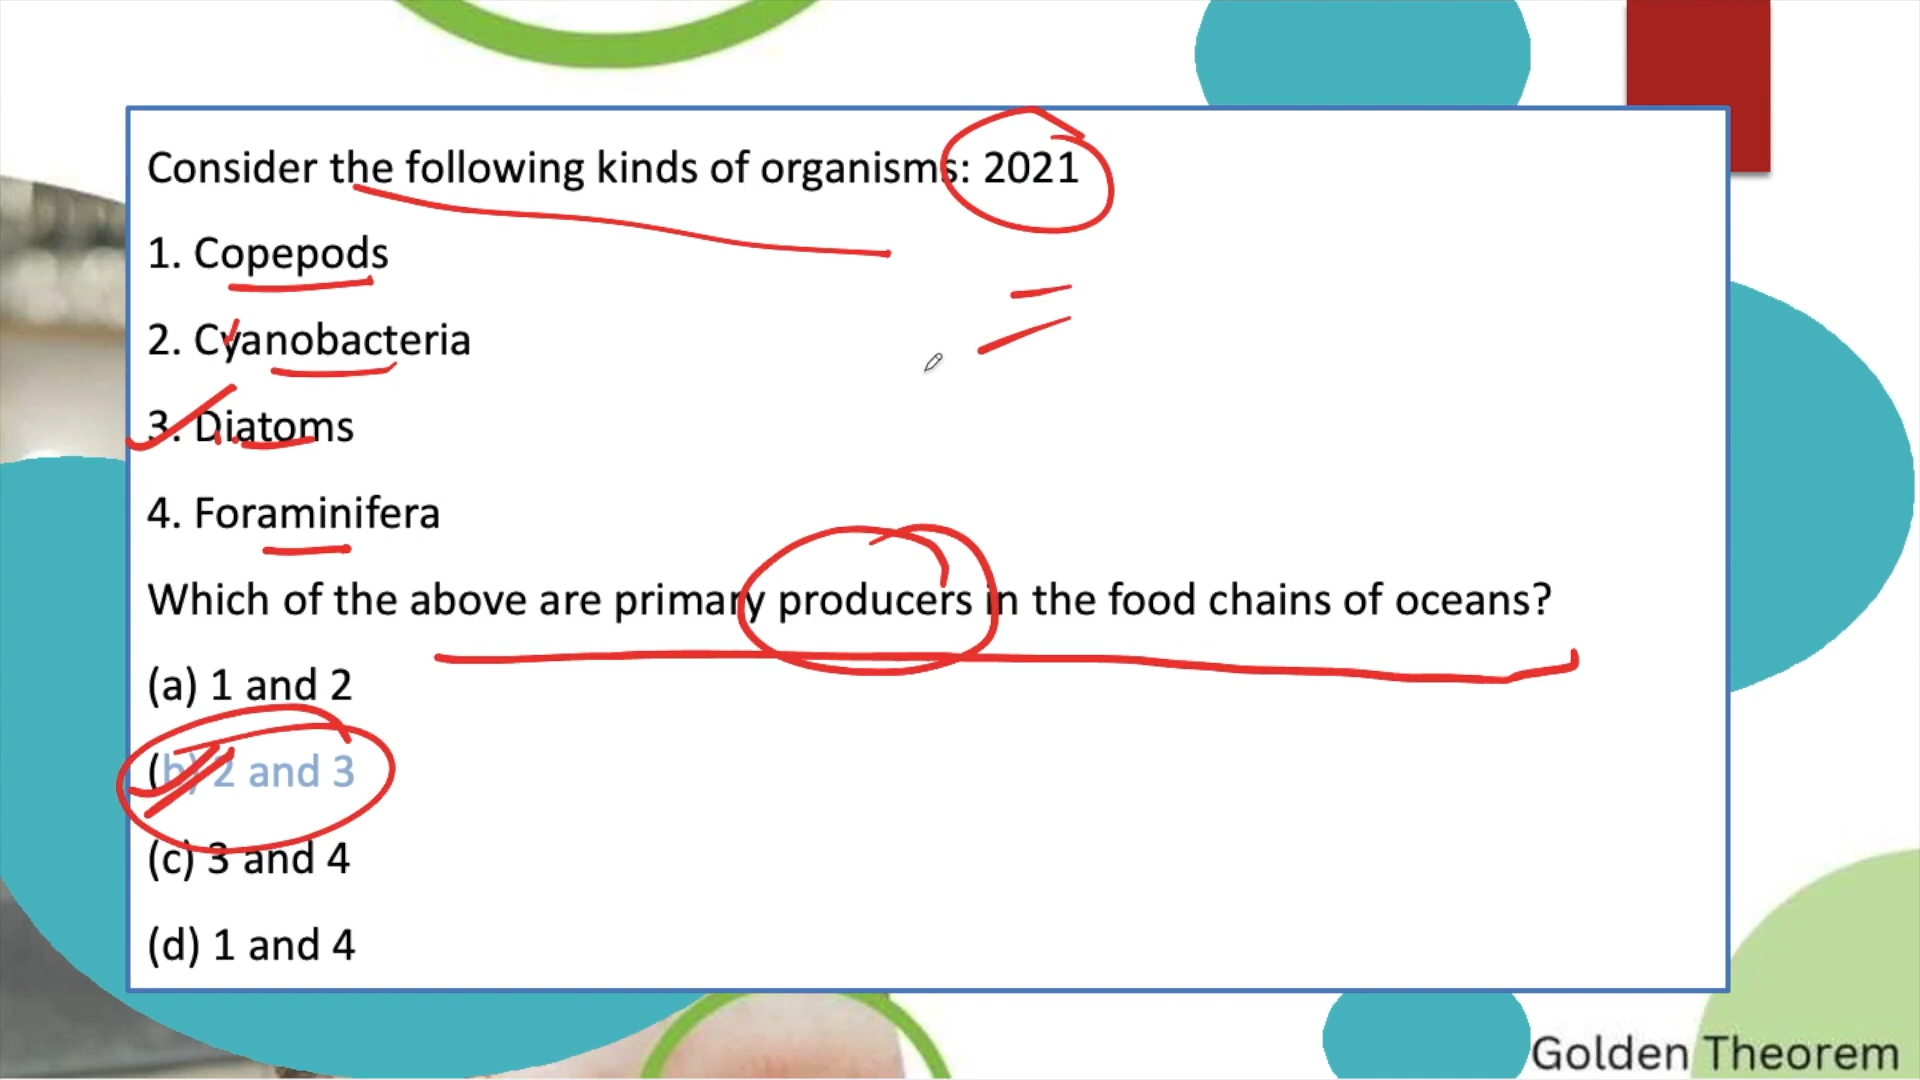 Consider the following kinds of organisms: 2021
1. Copepods
2. Cyanobacteria
3. Diatoms
4. Foraminifera
Which of the above are primary producers in the food chains of oceans?
(a) 1 and 2
(b) 2 and 3
(c) 3 and 4
(d) 1 and 4
Golden Theorem